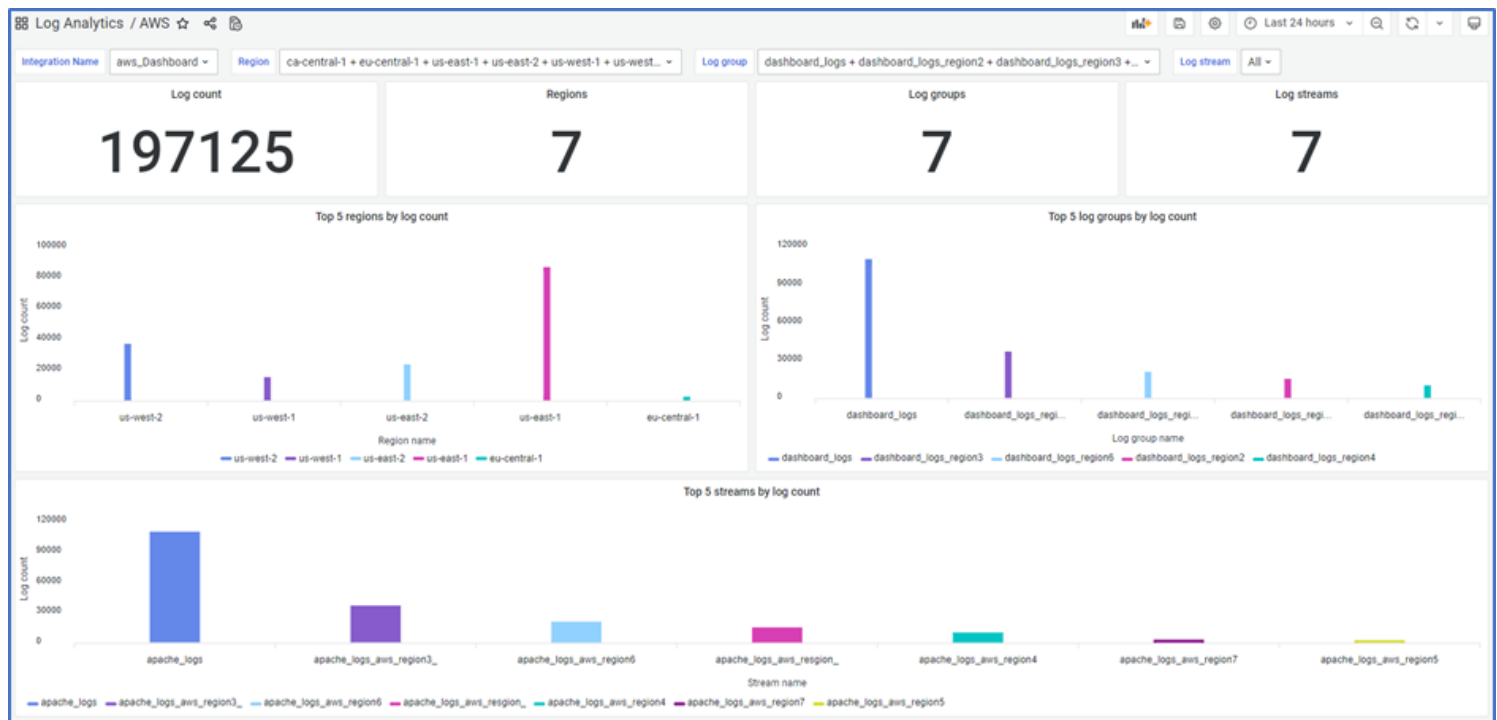 Log Analytics / AWS
Last 24 hours
Integration Name aws_Dashboard Region ca-central-1 + eu-central-1 + us-east-1 + us-east-2 + us-west-1 + us-west... Log group dashboard_logs + dashboard_logs_region2 + dashboard_logs_region3 +... Log stream All
Log count
197125
Regions
7
Log groups
7
Log streams
7
Top 5 regions by log count
100000
80000
60000
40000
20000
0
Log count
us-west-2 us-west-1 us-east-2 us-east-1 eu-central-1
Region name
us-west-2 us-west-1 us-east-2 us-east-1 eu-central-1
Top 5 log groups by log count
120000
90000
60000
30000
0
Log count
dashboard_logs dashboard_logs_regi... dashboard_logs_regi... dashboard_logs_regi... dashboard_logs_regi...
Log group name
dashboard_logs dashboard_logs_region3 dashboard_logs_region6 dashboard_logs_region2 dashboard_logs_region4
Top 5 streams by log count
120000
90000
60000
30000
0
Log count
apache_logs apache_logs_aws_region3_ apache_logs_aws_region6 apache_logs_aws_resgion_ apache_logs_aws_region4 apache_logs_aws_region7 apache_logs_aws_region5
Stream name
apache_logs apache_logs_aws_region3_ apache_logs_aws_region6 apache_logs_aws_resgion_ apache_logs_aws_region4 apache_logs_aws_region7 apache_logs_aws_region5